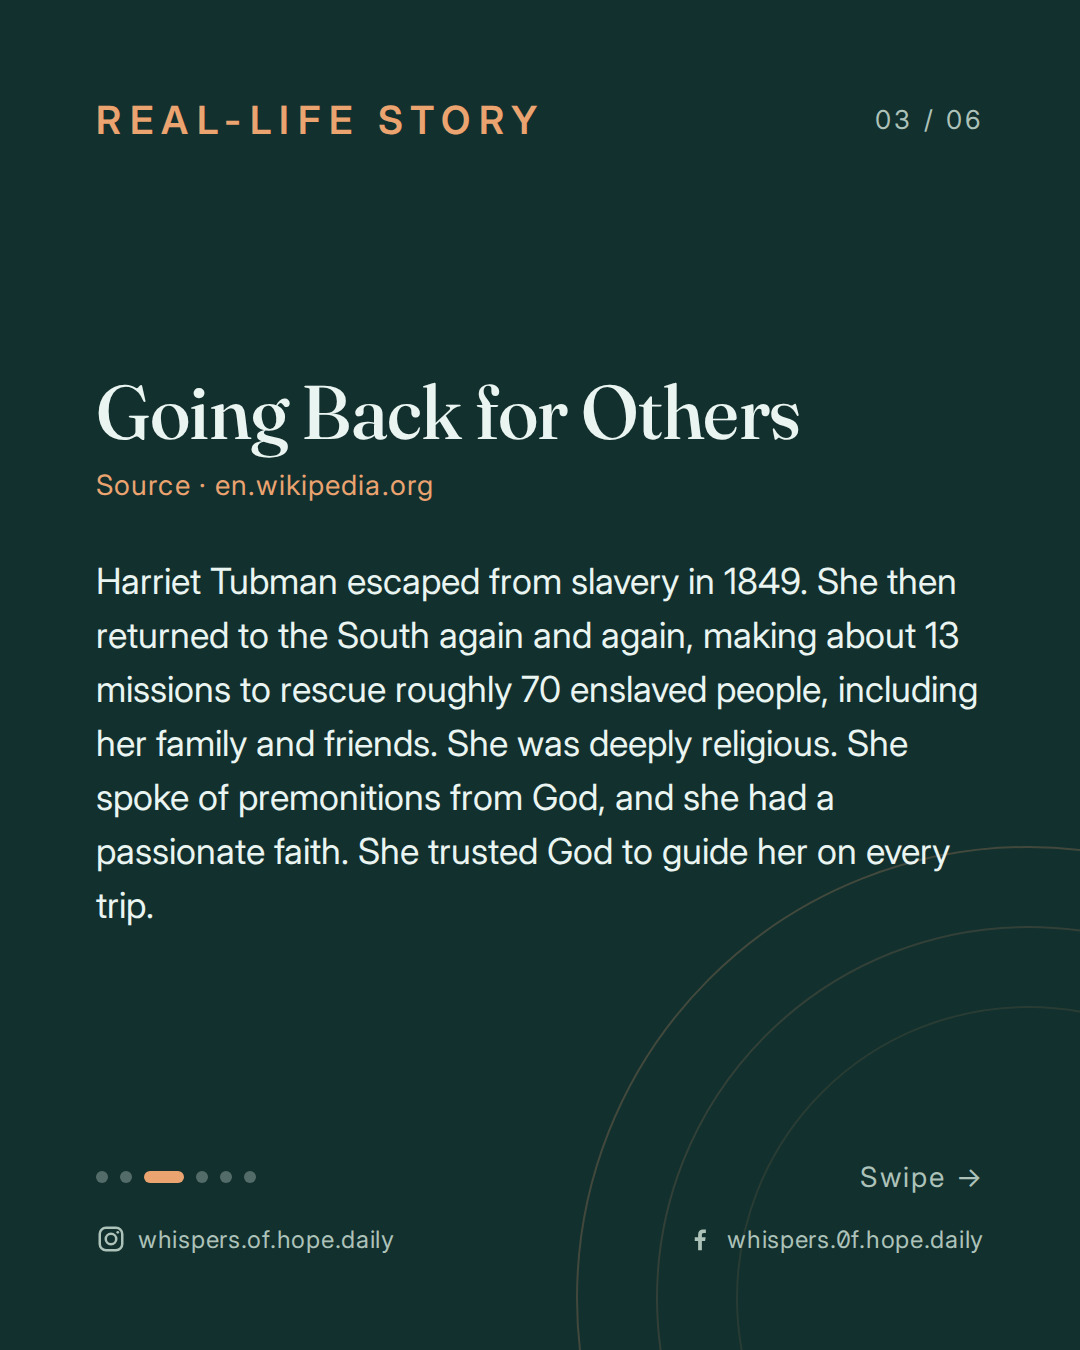 REAL-LIFE STORY
03 / 06
Going Back for Others
Source · en.wikipedia.org
Harriet Tubman escaped from slavery in 1849. She then
returned to the South again and again, making about 13
missions to rescue roughly 70 enslaved people, including
her family and friends. She was deeply religious. She
spoke of premonitions from God, and she had a
passionate faith. She trusted God to guide her on every
trip.
Swipe →
whispers.of.hope.daily
whispers.0f.hope.daily